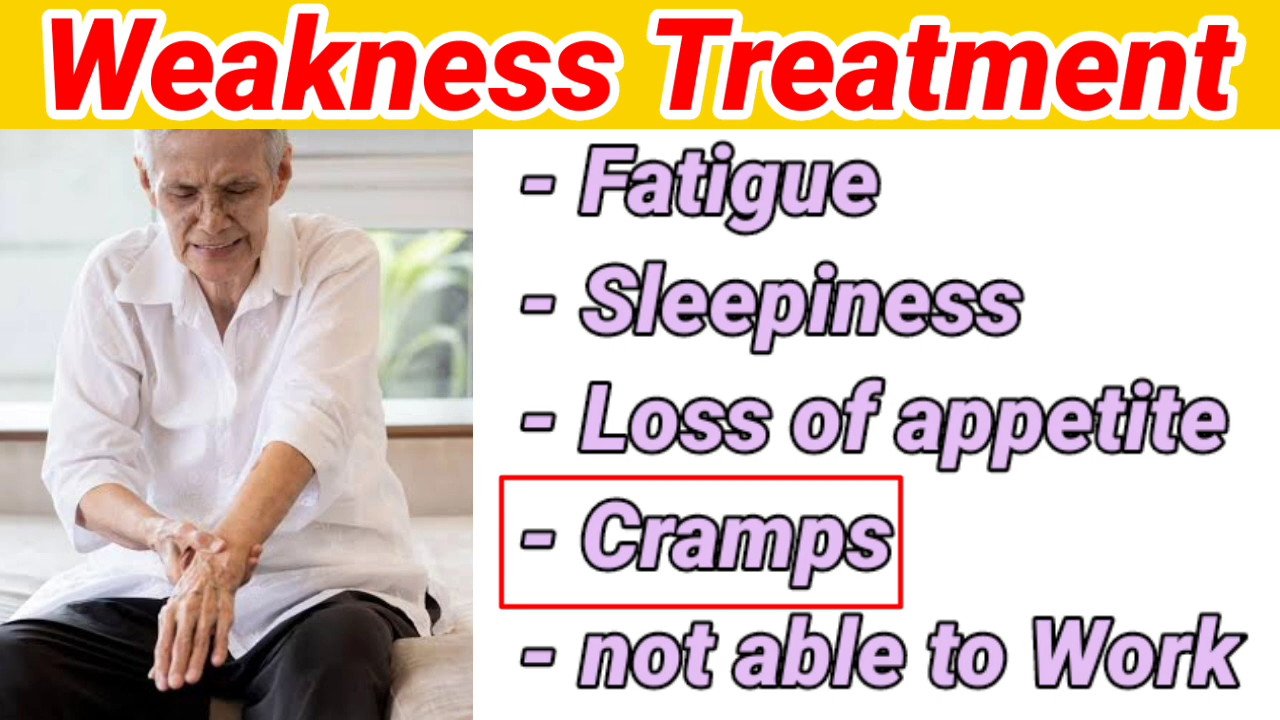 Weakness Treatment
- Fatigue
- Sleepiness
- Loss of appetite
- Cramps
- not able to Work